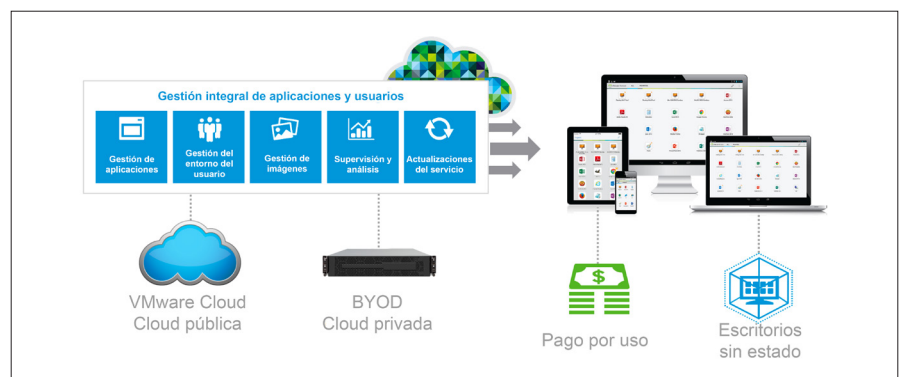 Gestión integral de aplicaciones y usuarios
Gestión de
aplicaciones
Gestión del
entorno del
usuario
Gestión de
imágenes
Supervisión y
análisis
Actualizaciones
del servicio
VMware Cloud
Cloud pública
BYOD
Cloud privada
$
Pago por uso
Escritorios
sin estado